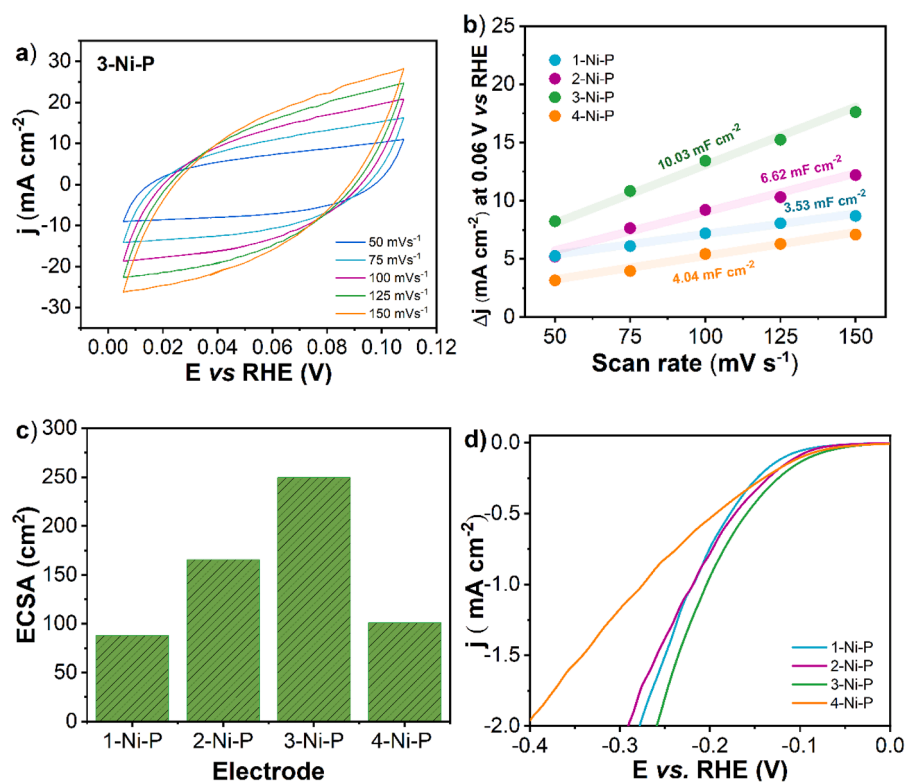 a)
3-Ni-P
j (mA cm-2)
30
20
10
0
-10
-20
-30
50 mVs-1
75 mVs-1
100 mVs-1
125 mVs-1
150 mVs-1
0.00 0.02 0.04 0.06 0.08 0.10 0.12
E vs RHE (V)
b)
Δj (mA cm-2) at 0.06 V vs RHE
25
20
15
10
5
0
1-Ni-P
2-Ni-P
3-Ni-P
4-Ni-P
10.03 mF cm-2
6.62 mF cm-2
3.53 mF cm-2
4.04 mF cm-2
50 75 100 125 150
Scan rate (mV s-1)
c)
ECSA (cm2)
300
250
200
150
100
50
0
1-Ni-P 2-Ni-P 3-Ni-P 4-Ni-P
Electrode
d)
j ( mA cm-2)
0.0
-0.5
-1.0
-1.5
-2.0
1-Ni-P
2-Ni-P
3-Ni-P
4-Ni-P
-0.4 -0.3 -0.2 -0.1 0.0
E vs. RHE (V)